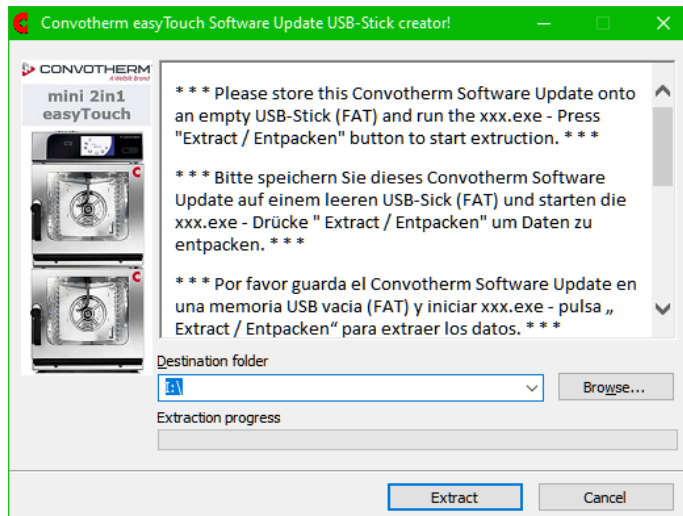 Convotherm easyTouch Software Update USB-Stick creator!
CONVOTHERM
A Welbilt Brand
mini 2in1
easyTouch
* * * Please store this Convotherm Software Update onto
an empty USB-Stick (FAT) and run the xxx.exe - Press
"Extract / Entpacken" button to start extruction. * * *
* * * Bitte speichern Sie dieses Convotherm Software
Update auf einem leeren USB-Sick (FAT) und starten die
xxx.exe - Drücke " Extract / Entpacken" um Daten zu
entpacken. * * *
* * * Por favor guarda el Convotherm Software Update en
una memoria USB vacia (FAT) y iniciar xxx.exe - pulsa „
Extract / Entpacken“ para extraer los datos. * * *
Destination folder
I:\
Browse...
Extraction progress
Extract
Cancel